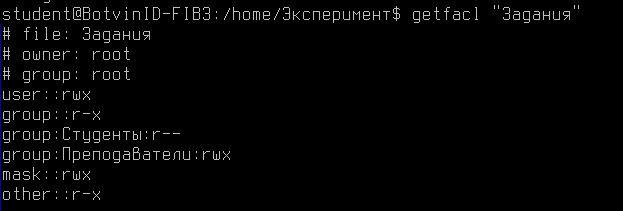 student@BotvinID-FIB3:/home/Эксперимент$ getfacl "Задания"
# file: Задания
# owner: root
# group: root
user::rwx
group::r-x
group:Студенты:r--
group:Преподаватели:rwx
mask::rwx
other::r-x